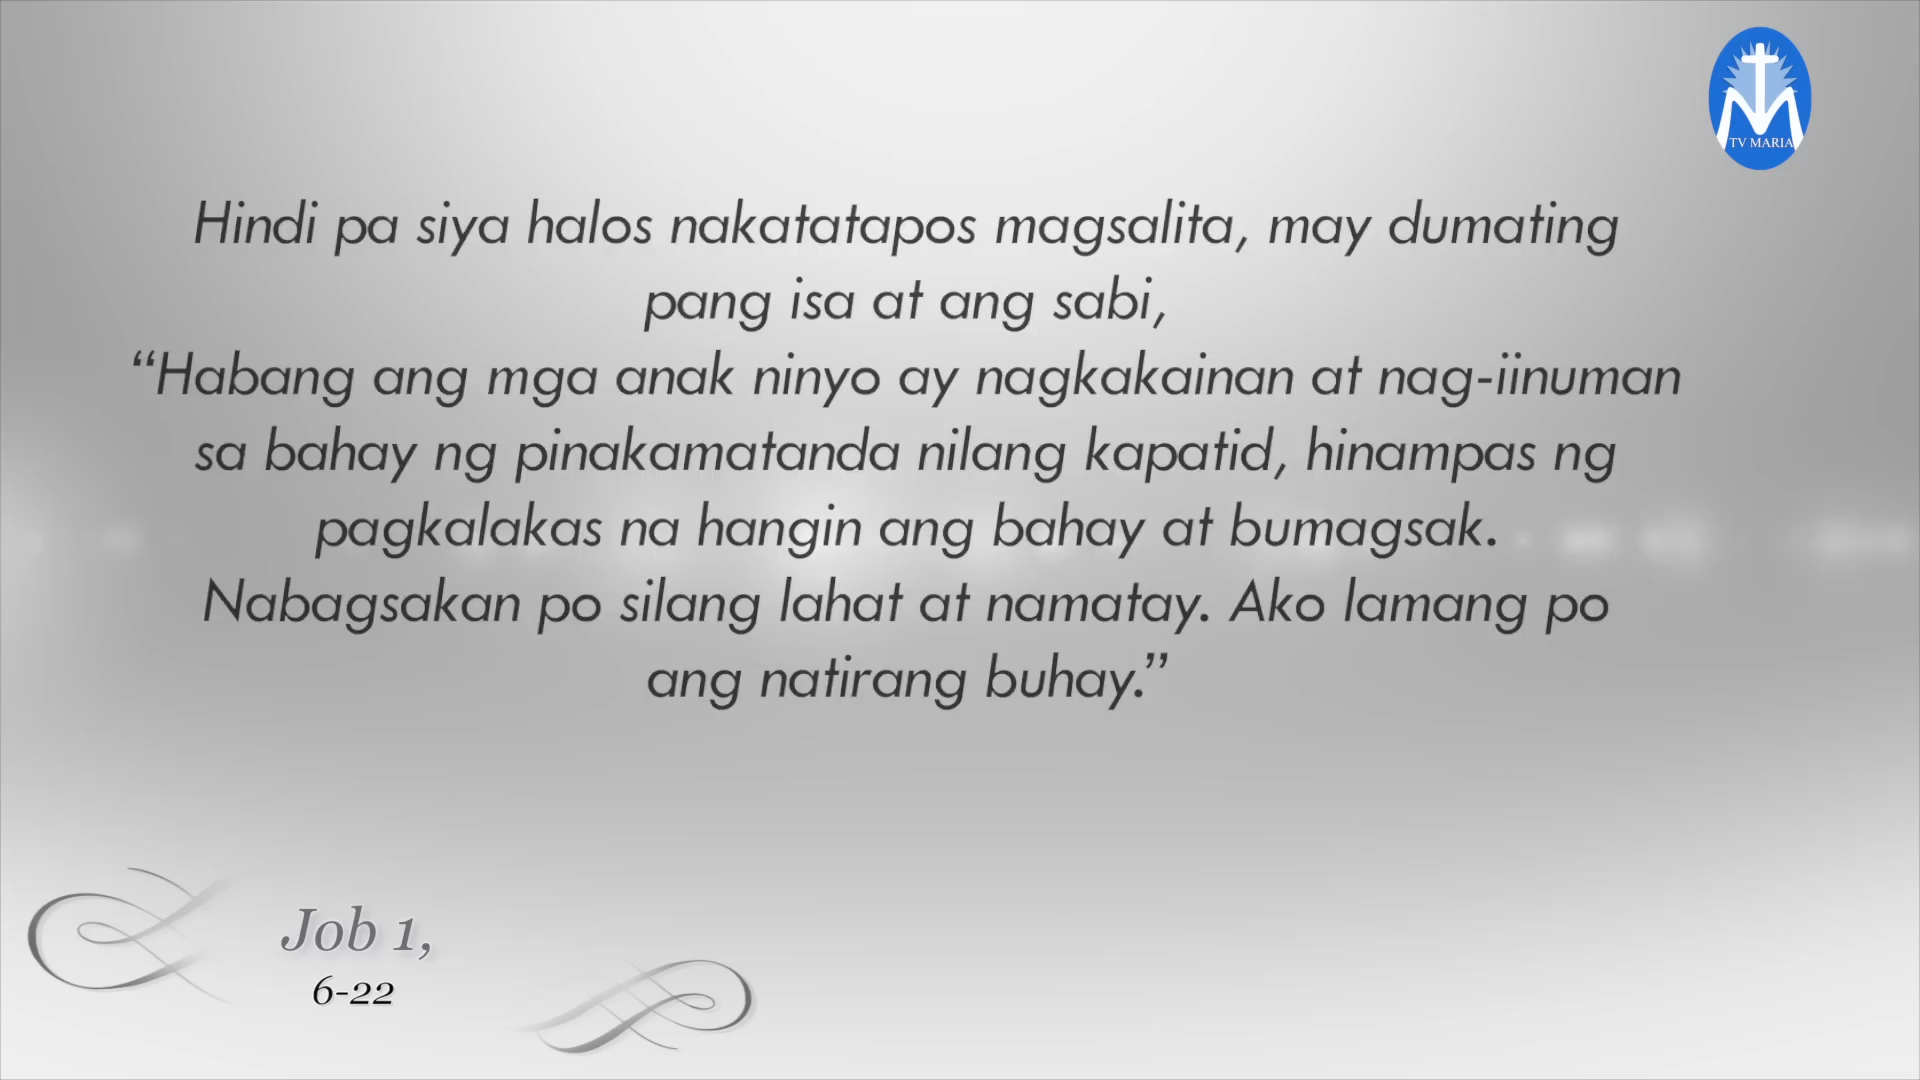 TV MARIA
Hindi pa siya halos nakatatapos magsalita, may dumating
pang isa at ang sabi,
“Habang ang mga anak ninyo ay nagkakainan at nag-iinuman
sa bahay ng pinakamatanda nilang kapatid, hinampas ng
pagkalakas na hangin ang bahay at bumagsak.
Nabagsakan po silang lahat at namatay. Ako lamang po
ang natirang buhay.”
Job 1,
6-22